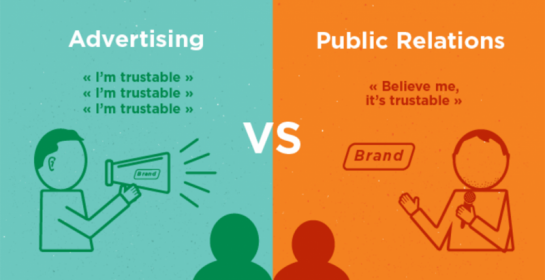 Advertising
« I'm trustable »
« I'm trustable »
« I'm trustable »
Brand
VS
Public Relations
« Believe me,
it's trustable »
Brand